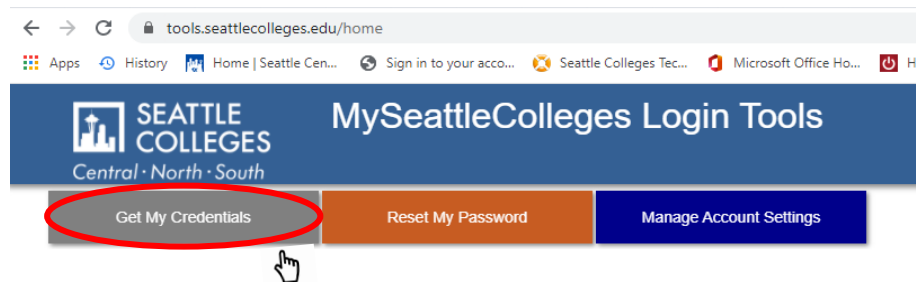 tools.seattlecolleges.edu/home
Apps History Home | Seattle Cen... Sign in to your acco... Seattle Colleges Tec... Microsoft Office Ho... H
SEATTLE
COLLEGES
Central · North · South
MySeattleColleges Login Tools
Get My Credentials Reset My Password Manage Account Settings